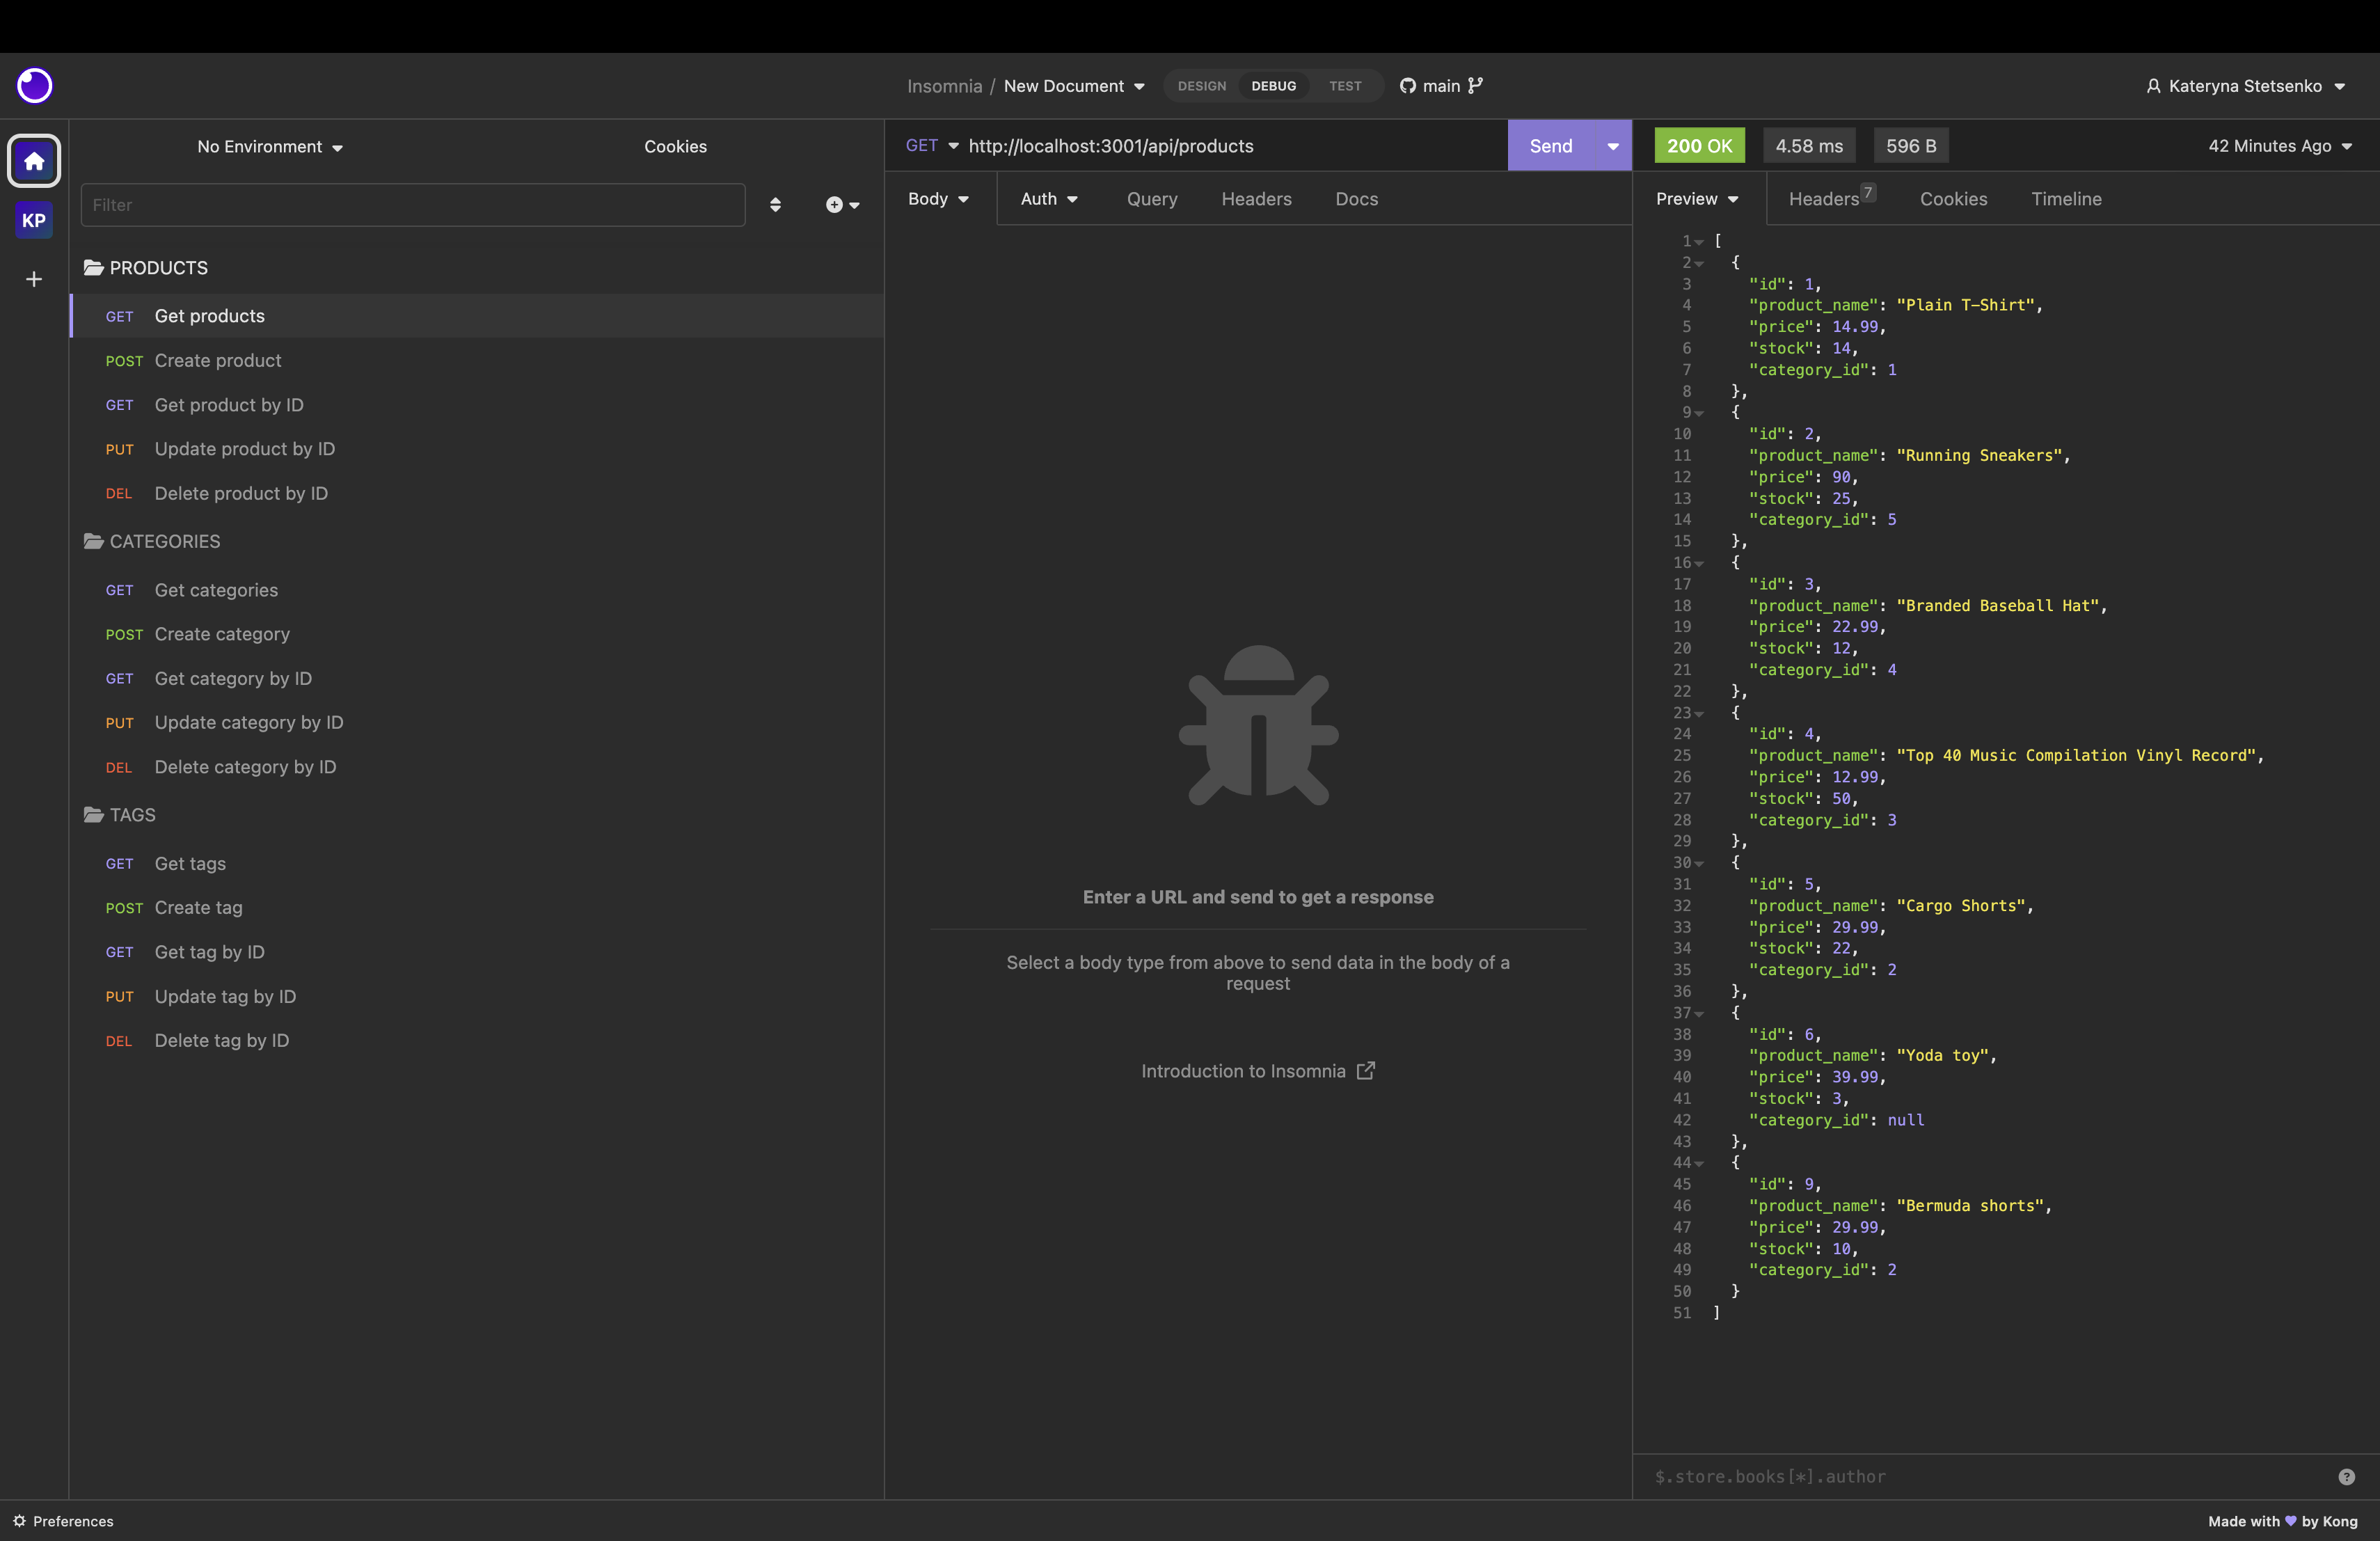 Insomnia / New Document
DESIGN DEBUG TEST
main
Kateryna Stetsenko
KP
No Environment
Cookies
Filter
PRODUCTS
GET Get products
POST Create product
GET Get product by ID
PUT Update product by ID
DEL Delete product by ID
CATEGORIES
GET Get categories
POST Create category
GET Get category by ID
PUT Update category by ID
DEL Delete category by ID
TAGS
GET Get tags
POST Create tag
GET Get tag by ID
PUT Update tag by ID
DEL Delete tag by ID
GET http://localhost:3001/api/products
Send
Body Auth Query Headers Docs
Enter a URL and send to get a response
Select a body type from above to send data in the body of a
request
Introduction to Insomnia
200 OK 4.58 ms 596 B 42 Minutes Ago
Preview Headers 7 Cookies Timeline
1 [
2 {
3 "id": 1,
4 "product_name": "Plain T-Shirt",
5 "price": 14.99,
6 "stock": 14,
7 "category_id": 1
8 },
9 {
10 "id": 2,
11 "product_name": "Running Sneakers",
12 "price": 90,
13 "stock": 25,
14 "category_id": 5
15 },
16 {
17 "id": 3,
18 "product_name": "Branded Baseball Hat",
19 "price": 22.99,
20 "stock": 12,
21 "category_id": 4
22 },
23 {
24 "id": 4,
25 "product_name": "Top 40 Music Compilation Vinyl Record",
26 "price": 12.99,
27 "stock": 50,
28 "category_id": 3
29 },
30 {
31 "id": 5,
32 "product_name": "Cargo Shorts",
33 "price": 29.99,
34 "stock": 22,
35 "category_id": 2
36 },
37 {
38 "id": 6,
39 "product_name": "Yoda toy",
40 "price": 39.99,
41 "stock": 3,
42 "category_id": null
43 },
44 {
45 "id": 9,
46 "product_name": "Bermuda shorts",
47 "price": 29.99,
48 "stock": 10,
49 "category_id": 2
50 }
51 ]
$.store.books[*].author
Preferences
Made with ♥ by Kong